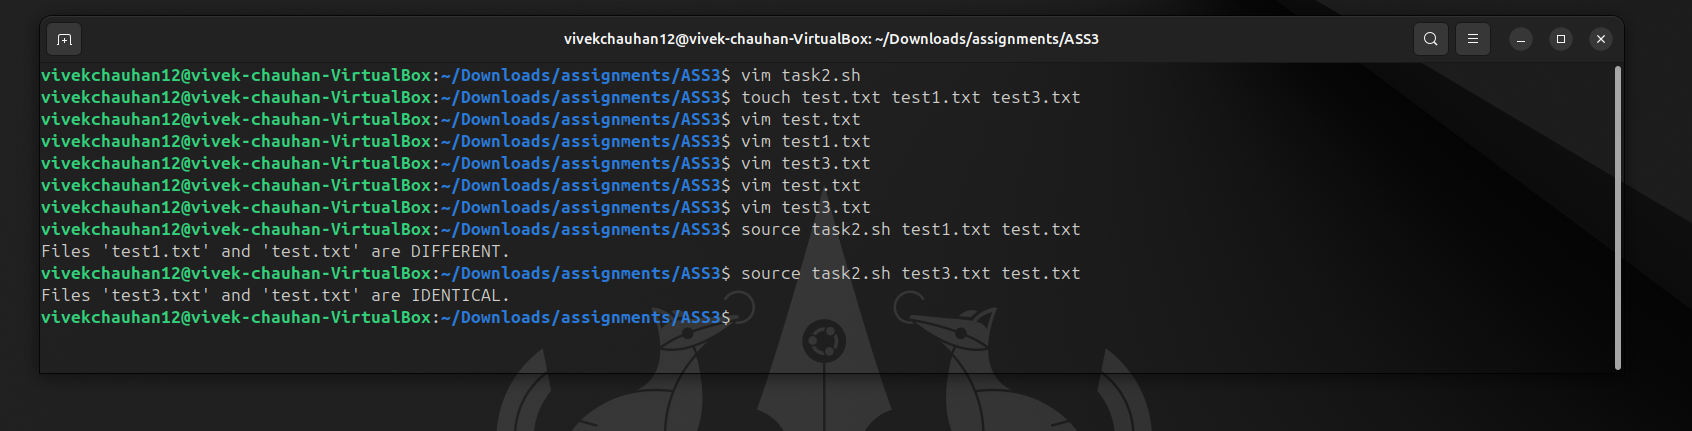 vivekchauhan12@vivek-chauhan-VirtualBox: ~/Downloads/assignments/ASS3
vivekchauhan12@vivek-chauhan-VirtualBox:~/Downloads/assignments/ASS3$ vim task2.sh
vivekchauhan12@vivek-chauhan-VirtualBox:~/Downloads/assignments/ASS3$ touch test.txt test1.txt test3.txt
vivekchauhan12@vivek-chauhan-VirtualBox:~/Downloads/assignments/ASS3$ vim test.txt
vivekchauhan12@vivek-chauhan-VirtualBox:~/Downloads/assignments/ASS3$ vim test1.txt
vivekchauhan12@vivek-chauhan-VirtualBox:~/Downloads/assignments/ASS3$ vim test3.txt
vivekchauhan12@vivek-chauhan-VirtualBox:~/Downloads/assignments/ASS3$ vim test.txt
vivekchauhan12@vivek-chauhan-VirtualBox:~/Downloads/assignments/ASS3$ vim test3.txt
vivekchauhan12@vivek-chauhan-VirtualBox:~/Downloads/assignments/ASS3$ source task2.sh test1.txt test.txt
Files 'test1.txt' and 'test.txt' are DIFFERENT.
vivekchauhan12@vivek-chauhan-VirtualBox:~/Downloads/assignments/ASS3$ source task2.sh test3.txt test.txt
Files 'test3.txt' and 'test.txt' are IDENTICAL.
vivekchauhan12@vivek-chauhan-VirtualBox:~/Downloads/assignments/ASS3$